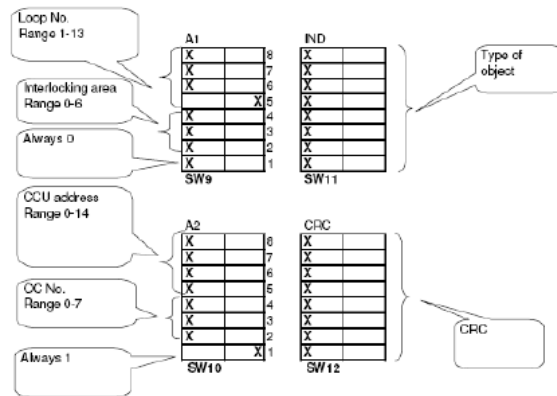 Loop No.
Range 1-13
Interlocking area
Range 0-6
Always 0
A1
X 8
X 7
X 6
X 5
X 4
X 3
X 2
X 1
SW9
IND
X
X
X
X
X
X
X
X
SW11
Type of
object
CCU address
Range 0-14
OC No.
Range 0-7
Always 1
A2
X 8
X 7
X 6
X 5
X 4
X 3
X 2
X 1
SW10
CRC
X
X
X
X
X
X
X
X
SW12
CRC